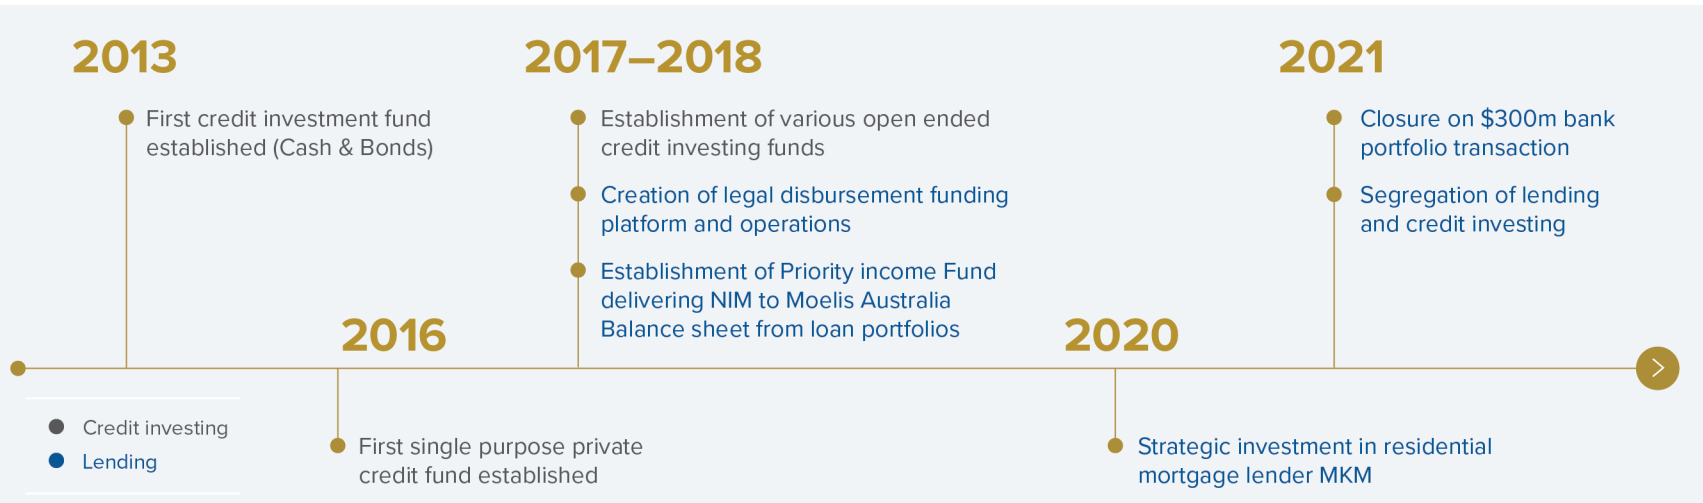 2013
First credit investment fund
established (Cash & Bonds)
2016
First single purpose private
credit fund established
2017–2018
Establishment of various open ended
credit investing funds
Creation of legal disbursement funding
platform and operations
Establishment of Priority income Fund
delivering NIM to Moelis Australia
Balance sheet from loan portfolios
2020
Strategic investment in residential
mortgage lender MKM
2021
Closure on $300m bank
portfolio transaction
Segregation of lending
and credit investing
Credit investing
Lending